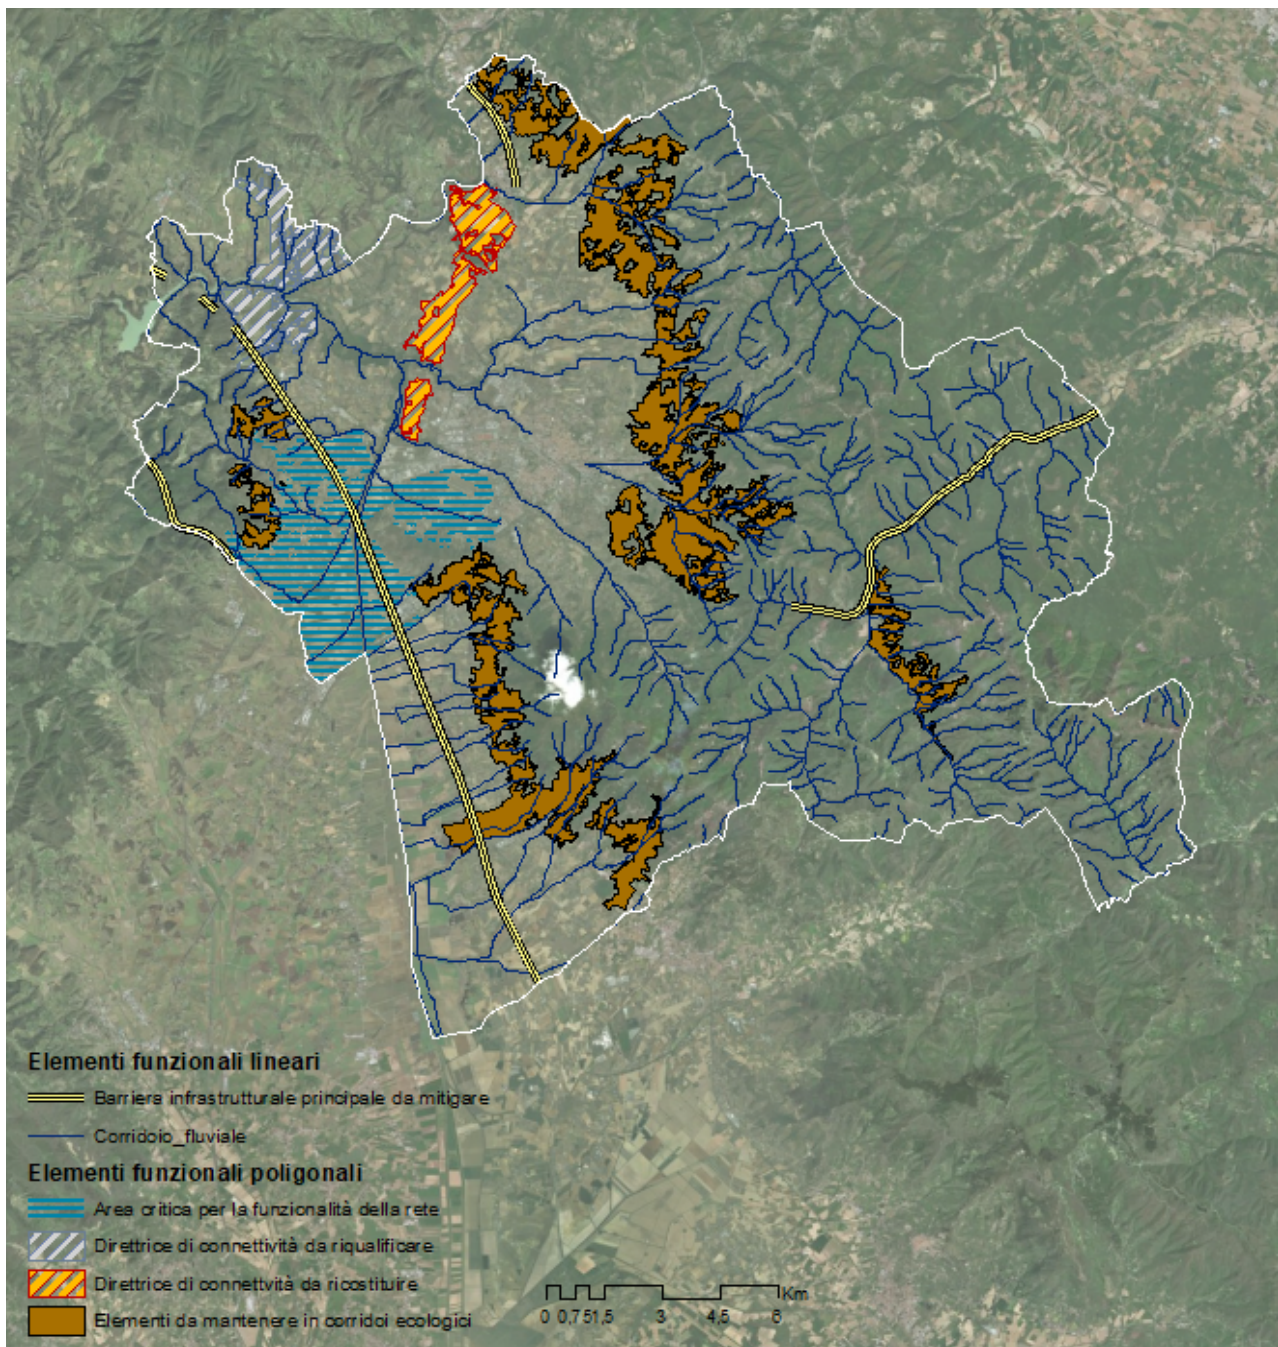 Elementi funzionali lineari
Barriera infrastrutturale principale da mitigare
Corridoio_fluviale
Elementi funzionali poligonali
Area critica per la funzionalità della rete
Direttrice di connettività da riqualificare
Direttrice di connettvità da ricostituire
Elementi da mantenere in corridoi ecologici
Km
0 0,751,5 3 4,5 6